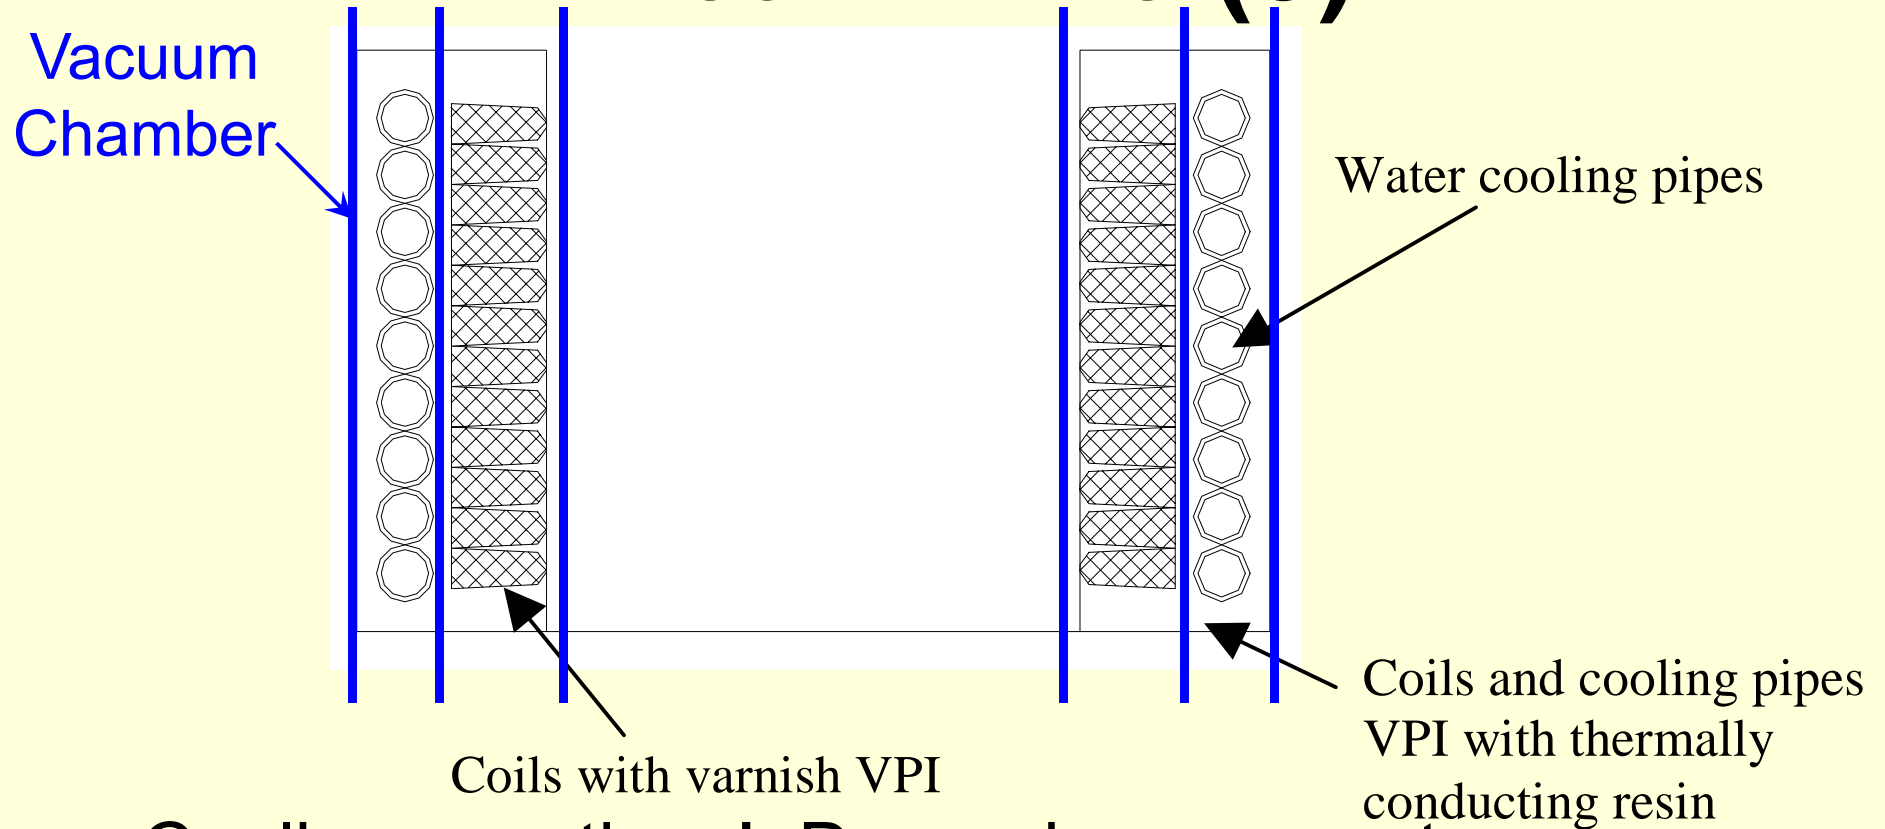 Vacuum
Chamber
Water cooling pipes
Coils and cooling pipes
VPI with thermally
conducting resin
Coils with varnish VPI